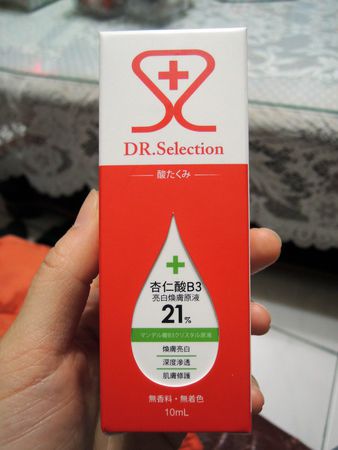 DR.Selection
酸たくみ
杏仁酸B3
亮白煥膚原液
21%
マンデル酸B3クリスタル原液
煥膚亮白
深度滲透
肌膚修護
無香料・無着色
10mL